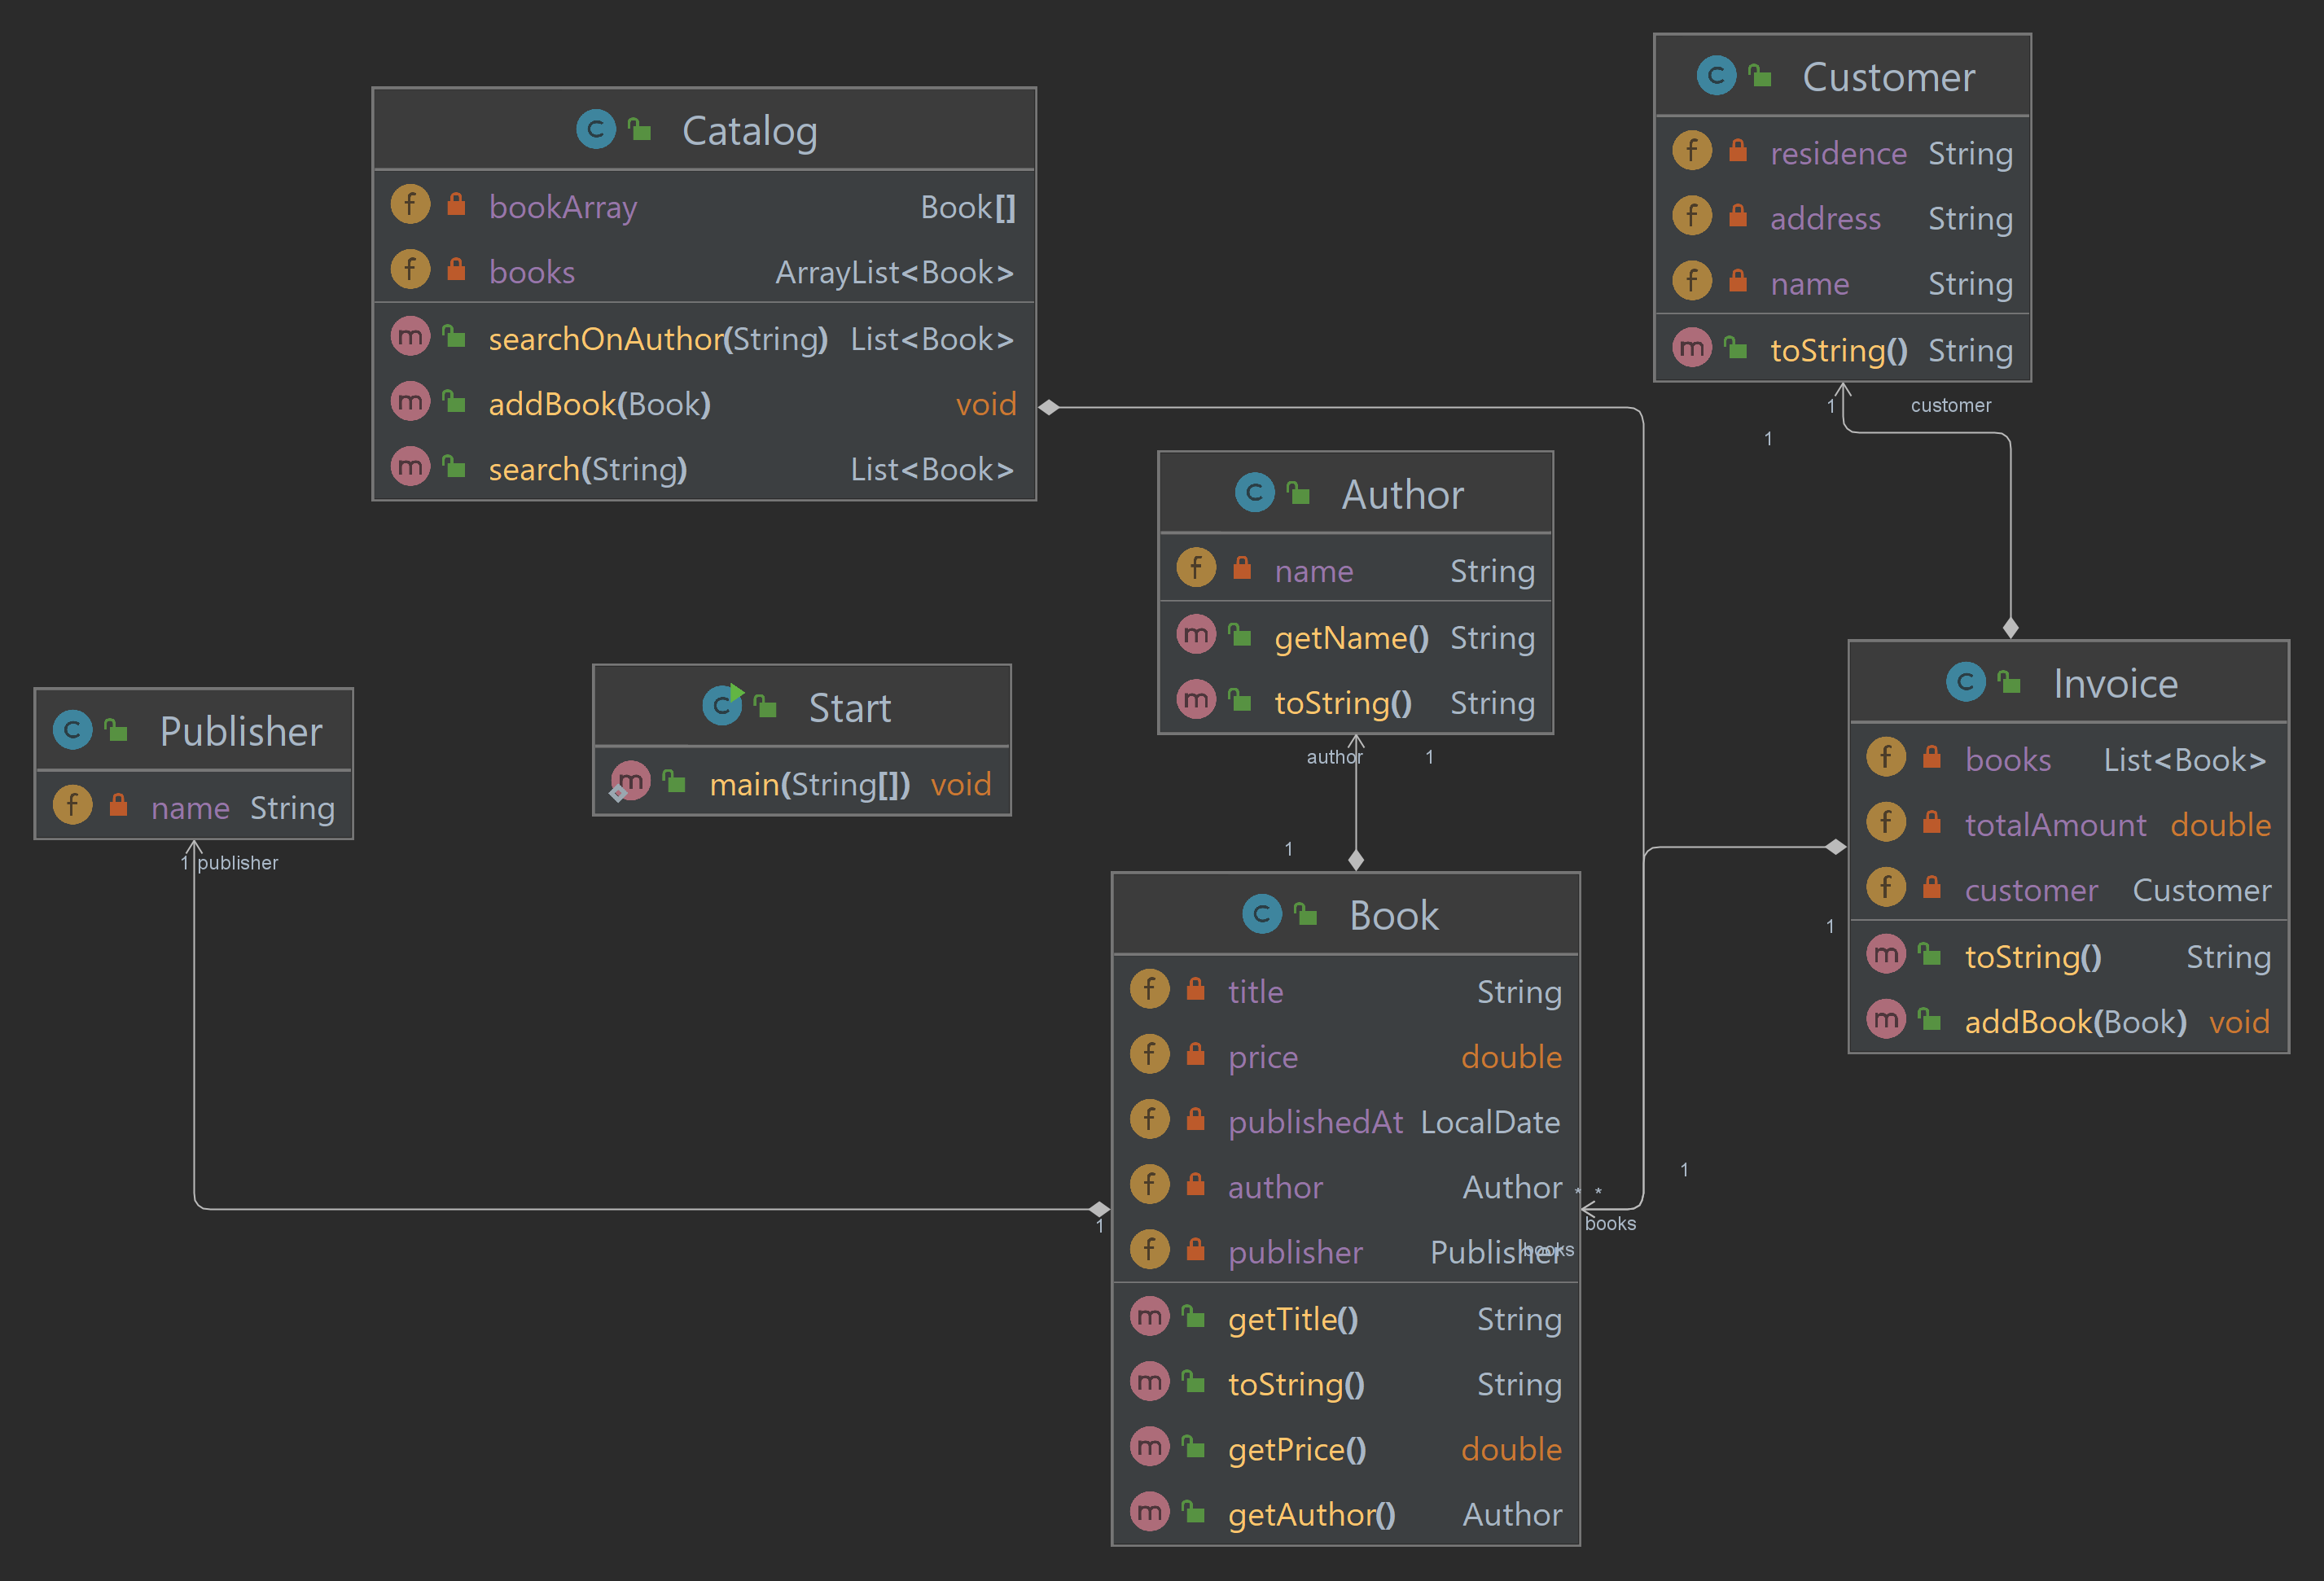 Catalog
bookArray Book[]
books ArrayList<Book>
searchOnAuthor(String) List<Book>
addBook(Book) void
search(String) List<Book>
Customer
residence String
address String
name String
toString() String
1 customer
1
Author
name String
getName() String
toString() String
author 1
1
Publisher
name String
1 publisher
Start
main(String[]) void
Invoice
books List<Book>
totalAmount double
customer Customer
toString() String
addBook(Book) void
1
Book
title String
price double
publishedAt LocalDate
author Author
publisher Publisher
getTitle() String
toString() String
getPrice() double
getAuthor() Author
1
1
* *
books
books